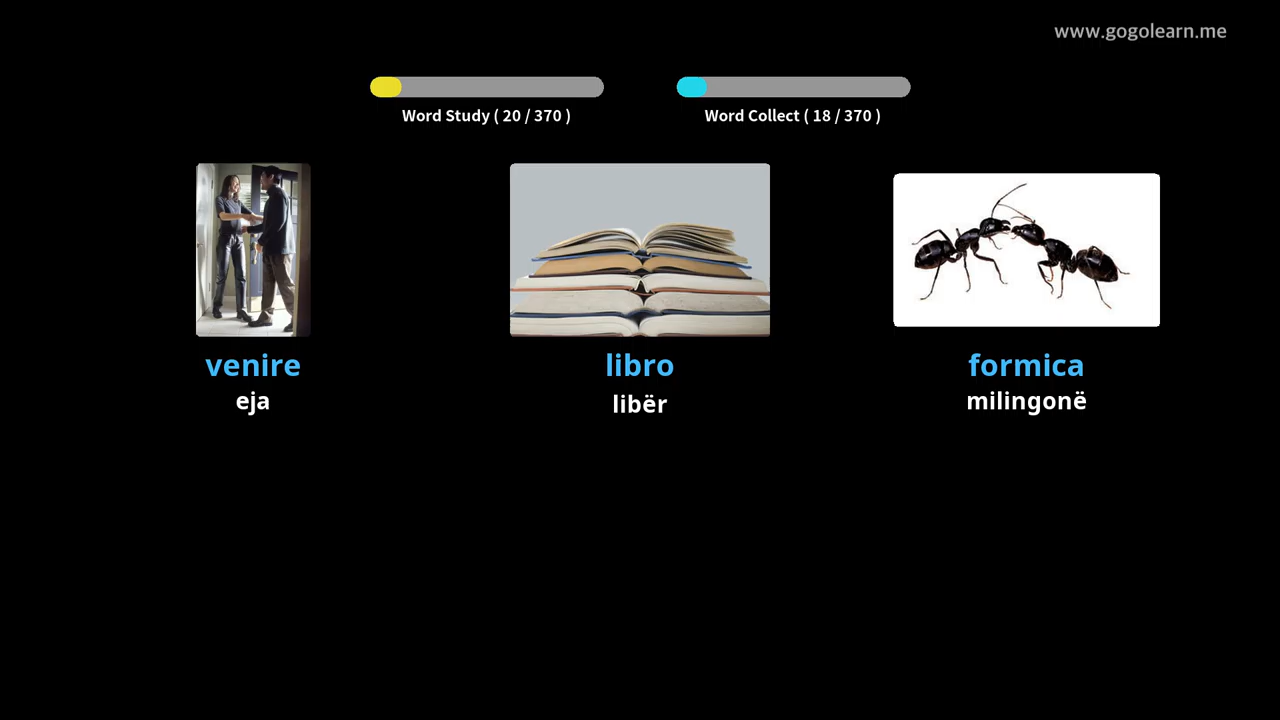 www.gogolearn.me
Word Study ( 20 / 370 )
Word Collect ( 18 / 370 )
venire
eja
libro
libër
formica
milingonë